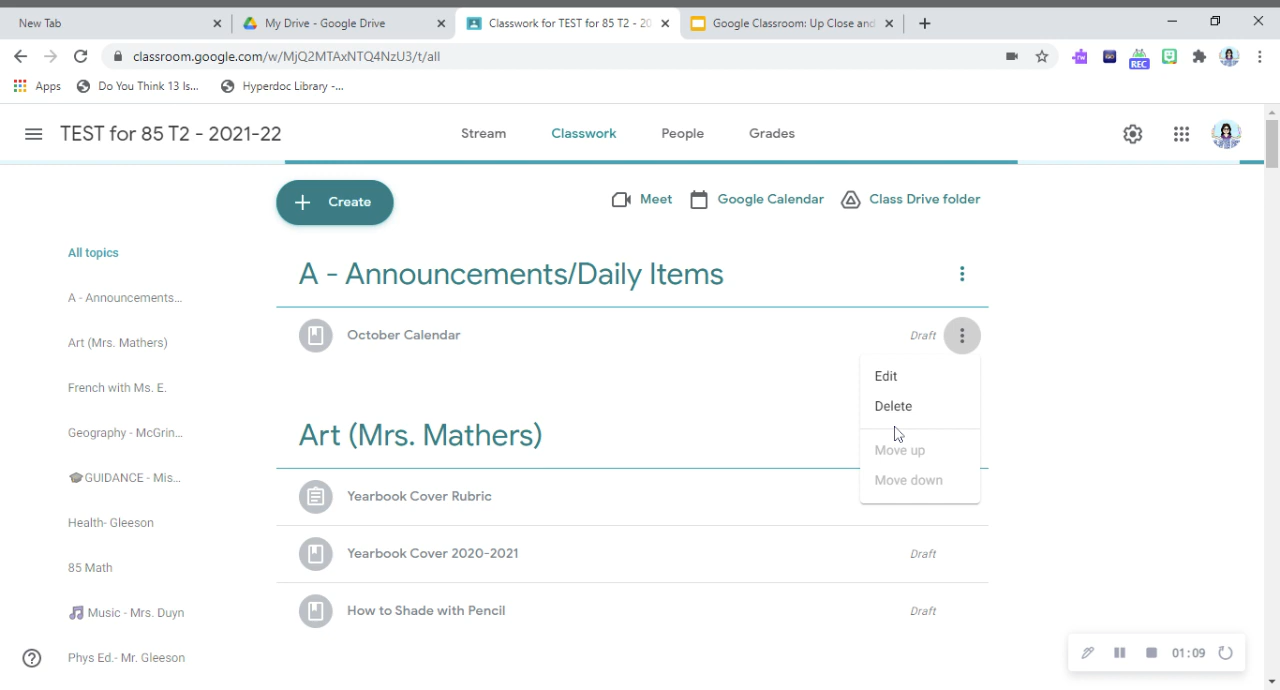 New Tab
My Drive - Google Drive
Classwork for TEST for 85 T2 - 20
Google Classroom: Up Close and
classroom.google.com/w/MjQ2MTAxNTQ4NzU3/t/all
REC
Apps
Do You Think 13 Is...
Hyperdoc Library -...
TEST for 85 T2 - 2021-22
Stream
Classwork
People
Grades
Create
Meet
Google Calendar
Class Drive folder
All topics
A - Announcements...
Art (Mrs. Mathers)
French with Ms. E.
Geography - McGrin...
GUIDANCE - Mis...
Health- Gleeson
85 Math
Music - Mrs. Duyn
Phys Ed.- Mr. Gleeson
A - Announcements/Daily Items
October Calendar
Draft
Edit
Delete
Move up
Move down
Art (Mrs. Mathers)
Yearbook Cover Rubric
Yearbook Cover 2020-2021
Draft
How to Shade with Pencil
Draft
01:09